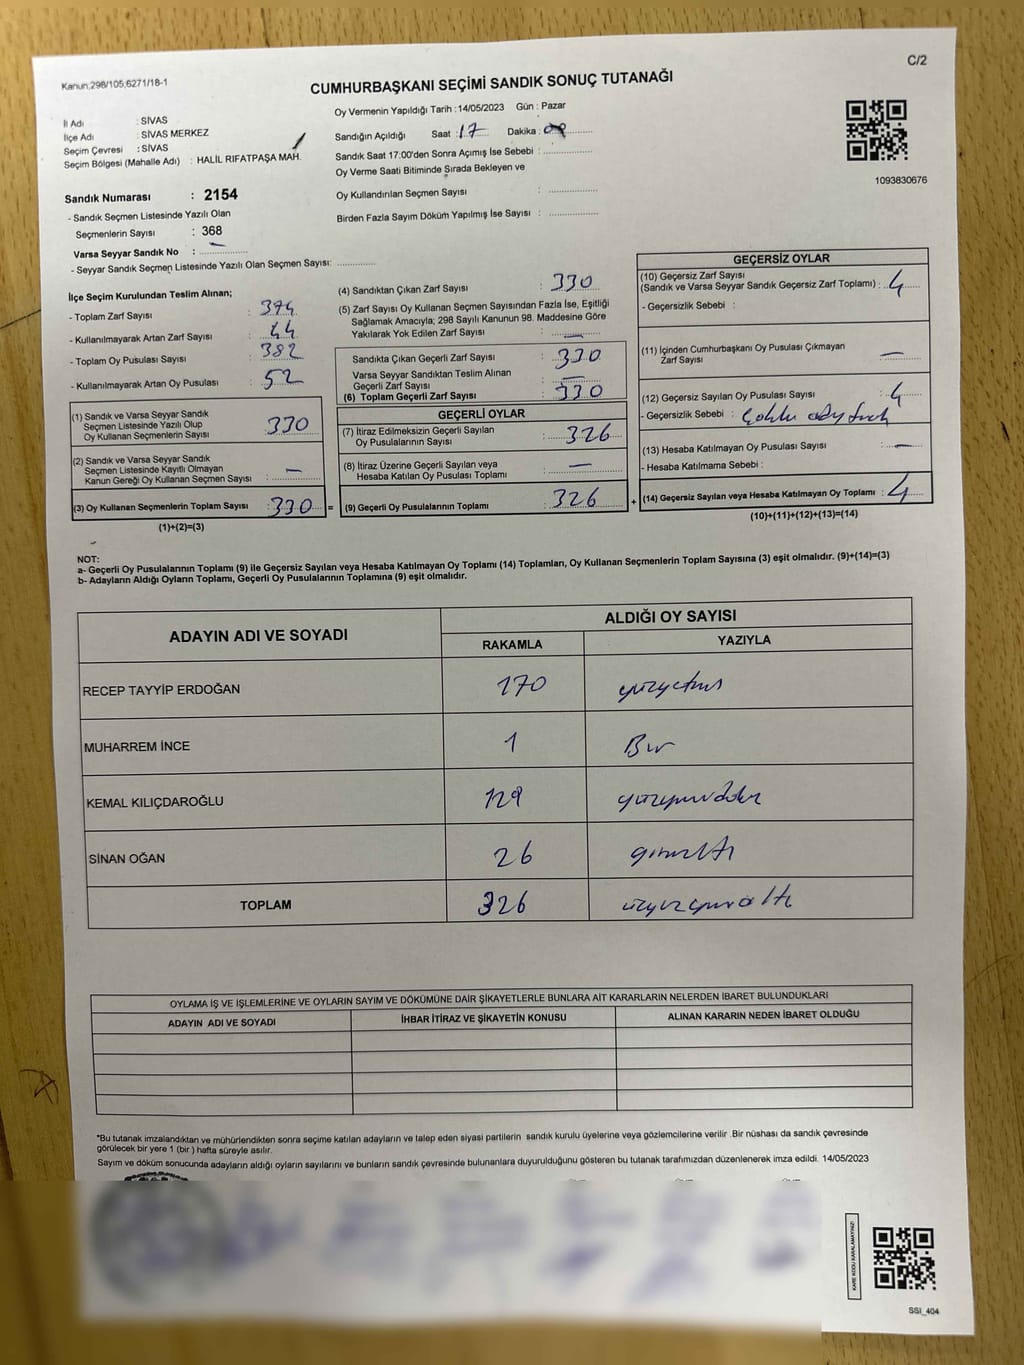 C/2
Kanun,298/105,6271/18-1
CUMHURBAŞKANI SEÇİMİ SANDIK SONUÇ TUTANAĞI
İl Adı : SİVAS
İlçe Adı : SİVAS MERKEZ
Seçim Çevresi : SİVAS
Seçim Bölgesi (Mahalle Adı) : HALİL RIFATPAŞA MAH.
Sandık Numarası : 2154
- Sandık Seçmen Listesinde Yazılı Olan
Seçmenlerin Sayısı : 368
Varsa Seyyar Sandık No : —
- Seyyar Sandık Seçmen Listesinde Yazılı Olan Seçmen Sayısı: ............
Oy Vermenin Yapıldığı Tarih : 14/05/2023 Gün : Pazar
Sandığın Açıldığı Saat : 17 Dakika :
Sandık Saat 17:00'den Sonra Açımış İse Sebebi : ...............
Oy Verme Saati Bitiminde Sırada Bekleyen ve
Oy Kullandırılan Seçmen Sayısı : ...............
Birden Fazla Sayım Döküm Yapılmış İse Sayısı : ...............
1093830676
İlçe Seçim Kurulundan Teslim Alınan;
- Toplam Zarf Sayısı : 374
- Kullanılmayarak Artan Zarf Sayısı : 44
- Toplam Oy Pusulası Sayısı : 382
- Kullanılmayarak Artan Oy Pusulası : 52
(1) Sandık ve Varsa Seyyar Sandık
Seçmen Listesinde Yazılı Olup
Oy Kullanan Seçmenlerin Sayısı : 330
(2) Sandık ve Varsa Seyyar Sandık
Seçmen Listesinde Kayıtlı Olmayan
Kanun Gereği Oy Kullanan Seçmen Sayısı : —
(3) Oy Kullanan Seçmenlerin Toplam Sayısı : 330 =
(1)+(2)=(3)
(4) Sandıktan Çıkan Zarf Sayısı : 330
(5) Zarf Sayısı Oy Kullanan Seçmen Sayısından Fazla İse, Eşitliği
Sağlamak Amacıyla; 298 Sayılı Kanunun 98. Maddesine Göre
Yakılarak Yok Edilen Zarf Sayısı : —
Sandıkta Çıkan Geçerli Zarf Sayısı : 330
Varsa Seyyar Sandıktan Teslim Alınan
Geçerli Zarf Sayısı : —
(6) Toplam Geçerli Zarf Sayısı : 330
GEÇERLİ OYLAR
(7) İtiraz Edilmeksizin Geçerli Sayılan
Oy Pusulalarının Sayısı : 326
(8) İtiraz Üzerine Geçerli Sayılan veya
Hesaba Katılan Oy Pusulası Toplamı : —
(9) Geçerli Oy Pusulalarının Toplamı : 326 +
GEÇERSİZ OYLAR
(10) Geçersiz Zarf Sayısı
(Sandık ve Varsa Seyyar Sandık Geçersiz Zarf Toplamı) : 4
- Geçersizlik Sebebi :
(11) İçinden Cumhurbaşkanı Oy Pusulası Çıkmayan
Zarf Sayısı : —
(12) Geçersiz Sayılan Oy Pusulası Sayısı : 4
- Geçersizlik Sebebi :
(13) Hesaba Katılmayan Oy Pusulası Sayısı : —
- Hesaba Katılmama Sebebi :
(14) Geçersiz Sayılan veya Hesaba Katılmayan Oy Toplamı : 4
(10)+(11)+(12)+(13)=(14)
NOT:
a- Geçerli Oy Pusulalarının Toplamı (9) ile Geçersiz Sayılan veya Hesaba Katılmayan Oy Toplamı (14) Toplamları, Oy Kullanan Seçmenlerin Toplam Sayısına (3) eşit olmalıdır. (9)+(14)=(3)
b- Adayların Aldığı Oyların Toplamı, Geçerli Oy Pusulalarının Toplamına (9) eşit olmalıdır.
ADAYIN ADI VE SOYADI
ALDIĞI OY SAYISI
RAKAMLA YAZIYLA
RECEP TAYYİP ERDOĞAN 170 yüzyetmiş
MUHARREM İNCE 1 Bir
KEMAL KILIÇDAROĞLU 129 yüzyirmidokuz
SİNAN OĞAN 26 yirmialtı
TOPLAM 326 üçyüzyirmialtı
OYLAMA İŞ VE İŞLEMLERİNE VE OYLARIN SAYIM VE DÖKÜMÜNE DAİR ŞİKAYETLERLE BUNLARA AİT KARARLARIN NELERDEN İBARET BULUNDUKLARI
ADAYIN ADI VE SOYADI İHBAR İTİRAZ VE ŞİKAYETİN KONUSU ALINAN KARARIN NEDEN İBARET OLDUĞU
*Bu tutanak imzalandıktan ve mühürlendikten sonra seçime katılan adayların ve talep eden siyasi partilerin sandık kurulu üyelerine veya gözlemcilerine verilir .Bir nüshası da sandık çevresinde
görülecek bir yere 1 (bir ) hafta süreyle asılır.
Sayım ve döküm sonucunda adayların aldığı oyların sayılarını ve bunların sandık çevresinde bulunanlara duyurulduğunu gösteren bu tutanak tarafımızdan düzenlenerek imza edildi. 14/05/2023
KARE KODU KARALAMAYINIZ!
SSİ_404